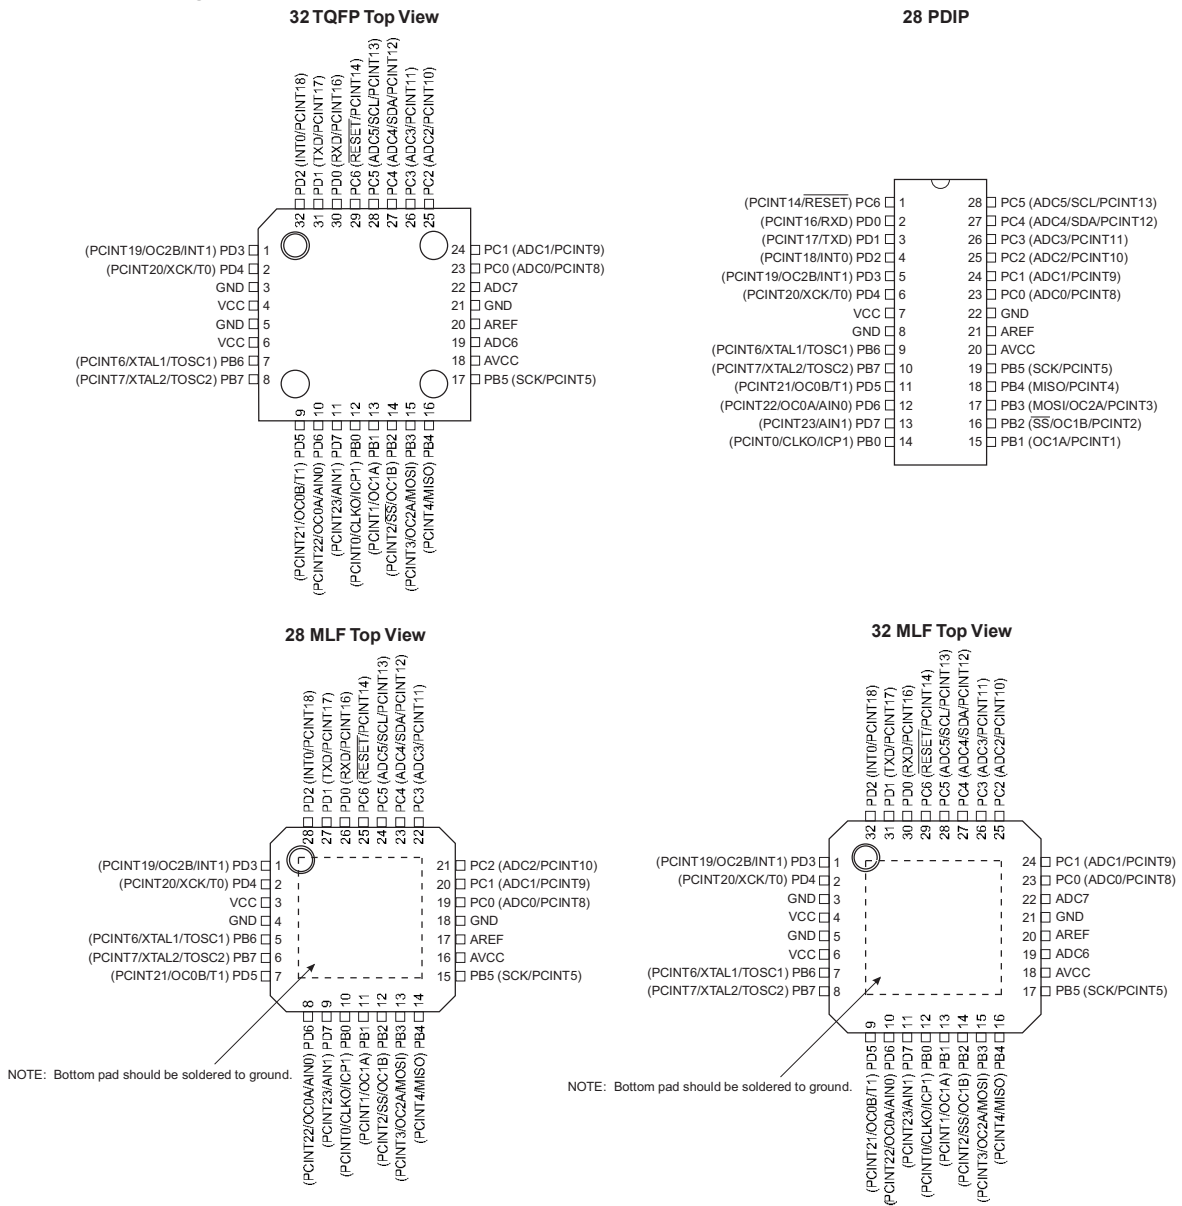 32 TQFP Top View
32 PD2 (INT0/PCINT18)
31 PD1 (TXD/PCINT17)
30 PD0 (RXD/PCINT16)
29 PC6 (RESET/PCINT14)
28 PC5 (ADC5/SCL/PCINT13)
27 PC4 (ADC4/SDA/PCINT12)
26 PC3 (ADC3/PCINT11)
25 PC2 (ADC2/PCINT10)
(PCINT19/OC2B/INT1) PD3 1
(PCINT20/XCK/T0) PD4 2
GND 3
VCC 4
GND 5
VCC 6
(PCINT6/XTAL1/TOSC1) PB6 7
(PCINT7/XTAL2/TOSC2) PB7 8
24 PC1 (ADC1/PCINT9)
23 PC0 (ADC0/PCINT8)
22 ADC7
21 GND
20 AREF
19 ADC6
18 AVCC
17 PB5 (SCK/PCINT5)
(PCINT21/OC0B/T1) PD5 9
(PCINT22/OC0A/AIN0) PD6 10
(PCINT23/AIN1) PD7 11
(PCINT0/CLKO/ICP1) PB0 12
(PCINT1/OC1A) PB1 13
(PCINT2/SS/OC1B) PB2 14
(PCINT3/OC2A/MOSI) PB3 15
(PCINT4/MISO) PB4 16
28 PDIP
(PCINT14/RESET) PC6 1
(PCINT16/RXD) PD0 2
(PCINT17/TXD) PD1 3
(PCINT18/INT0) PD2 4
(PCINT19/OC2B/INT1) PD3 5
(PCINT20/XCK/T0) PD4 6
VCC 7
GND 8
(PCINT6/XTAL1/TOSC1) PB6 9
(PCINT7/XTAL2/TOSC2) PB7 10
(PCINT21/OC0B/T1) PD5 11
(PCINT22/OC0A/AIN0) PD6 12
(PCINT23/AIN1) PD7 13
(PCINT0/CLKO/ICP1) PB0 14
28 PC5 (ADC5/SCL/PCINT13)
27 PC4 (ADC4/SDA/PCINT12)
26 PC3 (ADC3/PCINT11)
25 PC2 (ADC2/PCINT10)
24 PC1 (ADC1/PCINT9)
23 PC0 (ADC0/PCINT8)
22 GND
21 AREF
20 AVCC
19 PB5 (SCK/PCINT5)
18 PB4 (MISO/PCINT4)
17 PB3 (MOSI/OC2A/PCINT3)
16 PB2 (SS/OC1B/PCINT2)
15 PB1 (OC1A/PCINT1)
28 MLF Top View
28 PD2 (INT0/PCINT18)
27 PD1 (TXD/PCINT17)
26 PD0 (RXD/PCINT16)
25 PC6 (RESET/PCINT14)
24 PC5 (ADC5/SCL/PCINT13)
23 PC4 (ADC4/SDA/PCINT12)
22 PC3 (ADC3/PCINT11)
(PCINT19/OC2B/INT1) PD3 1
(PCINT20/XCK/T0) PD4 2
VCC 3
GND 4
(PCINT6/XTAL1/TOSC1) PB6 5
(PCINT7/XTAL2/TOSC2) PB7 6
(PCINT21/OC0B/T1) PD5 7
21 PC2 (ADC2/PCINT10)
20 PC1 (ADC1/PCINT9)
19 PC0 (ADC0/PCINT8)
18 GND
17 AREF
16 AVCC
15 PB5 (SCK/PCINT5)
(PCINT22/OC0A/AIN0) PD6 8
(PCINT23/AIN1) PD7 9
(PCINT0/CLKO/ICP1) PB0 10
(PCINT1/OC1A) PB1 11
(PCINT2/SS/OC1B) PB2 12
(PCINT3/OC2A/MOSI) PB3 13
(PCINT4/MISO) PB4 14
NOTE: Bottom pad should be soldered to ground.
32 MLF Top View
32 PD2 (INT0/PCINT18)
31 PD1 (TXD/PCINT17)
30 PD0 (RXD/PCINT16)
29 PC6 (RESET/PCINT14)
28 PC5 (ADC5/SCL/PCINT13)
27 PC4 (ADC4/SDA/PCINT12)
26 PC3 (ADC3/PCINT11)
25 PC2 (ADC2/PCINT10)
(PCINT19/OC2B/INT1) PD3 1
(PCINT20/XCK/T0) PD4 2
GND 3
VCC 4
GND 5
VCC 6
(PCINT6/XTAL1/TOSC1) PB6 7
(PCINT7/XTAL2/TOSC2) PB7 8
24 PC1 (ADC1/PCINT9)
23 PC0 (ADC0/PCINT8)
22 ADC7
21 GND
20 AREF
19 ADC6
18 AVCC
17 PB5 (SCK/PCINT5)
(PCINT21/OC0B/T1) PD5 9
(PCINT22/OC0A/AIN0) PD6 10
(PCINT23/AIN1) PD7 11
(PCINT0/CLKO/ICP1) PB0 12
(PCINT1/OC1A) PB1 13
(PCINT2/SS/OC1B) PB2 14
(PCINT3/OC2A/MOSI) PB3 15
(PCINT4/MISO) PB4 16
NOTE: Bottom pad should be soldered to ground.